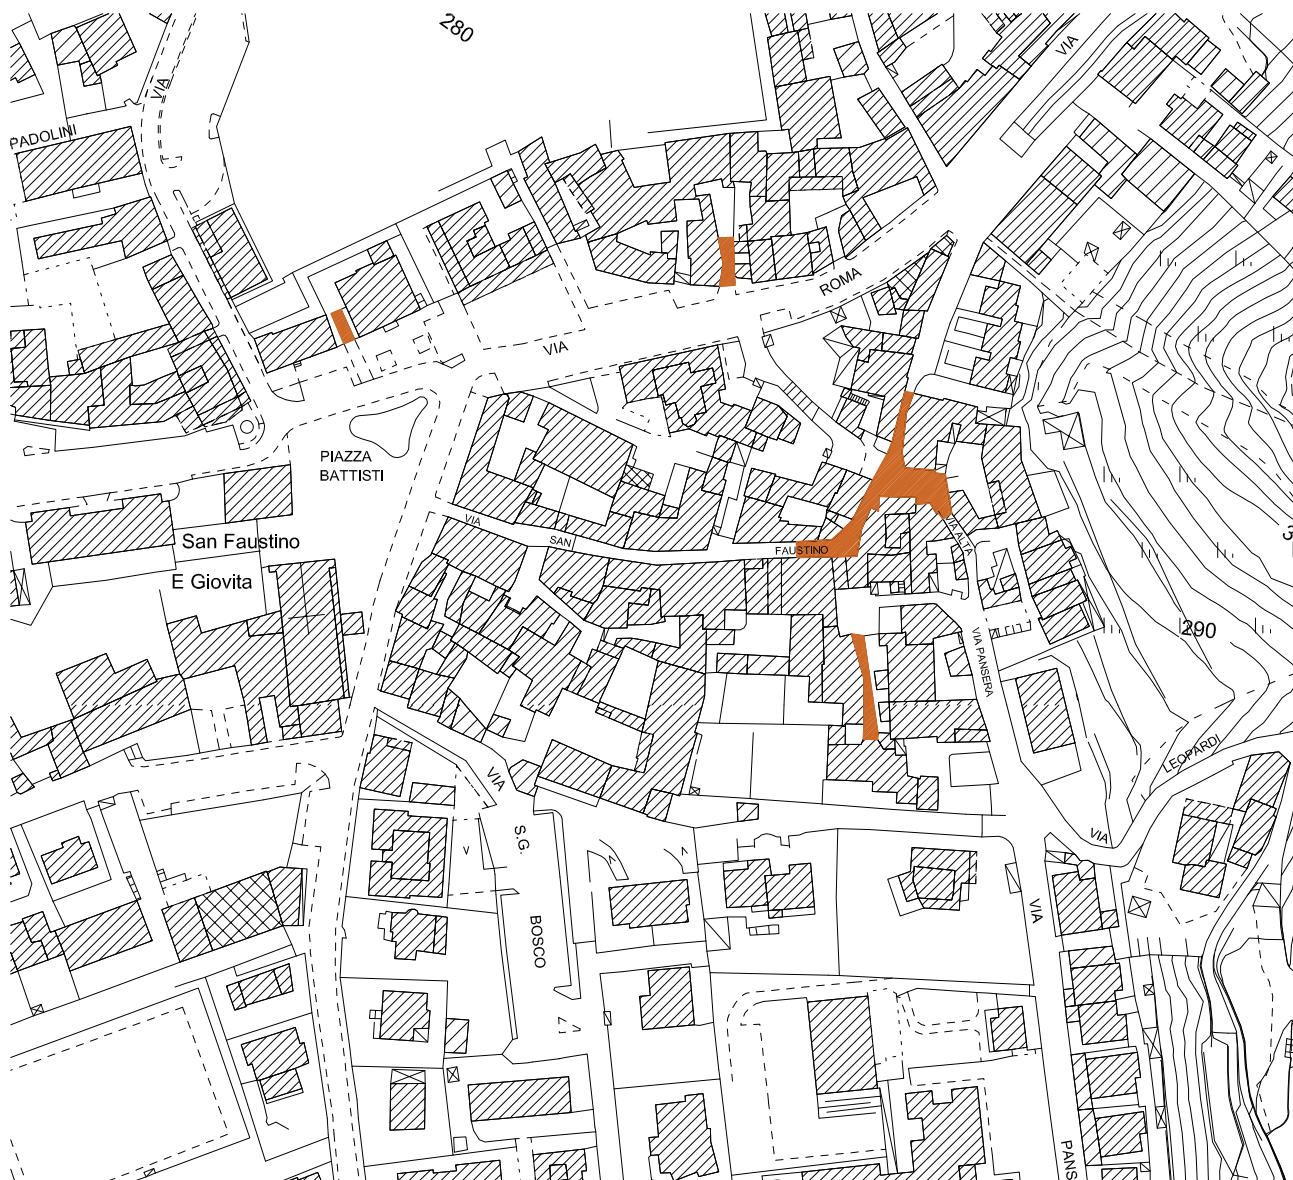 280
VIA
VIA
PADOLINI
ROMA
VIA
PIAZZA
BATTISTI
VIA
SAN
FAUSTINO
VIA ALTA
San Faustino
E Giovita
290
VIA PANSERA
LEOPARDI
VIA
VIA
S.G.
BOSCO
VIA
PANS